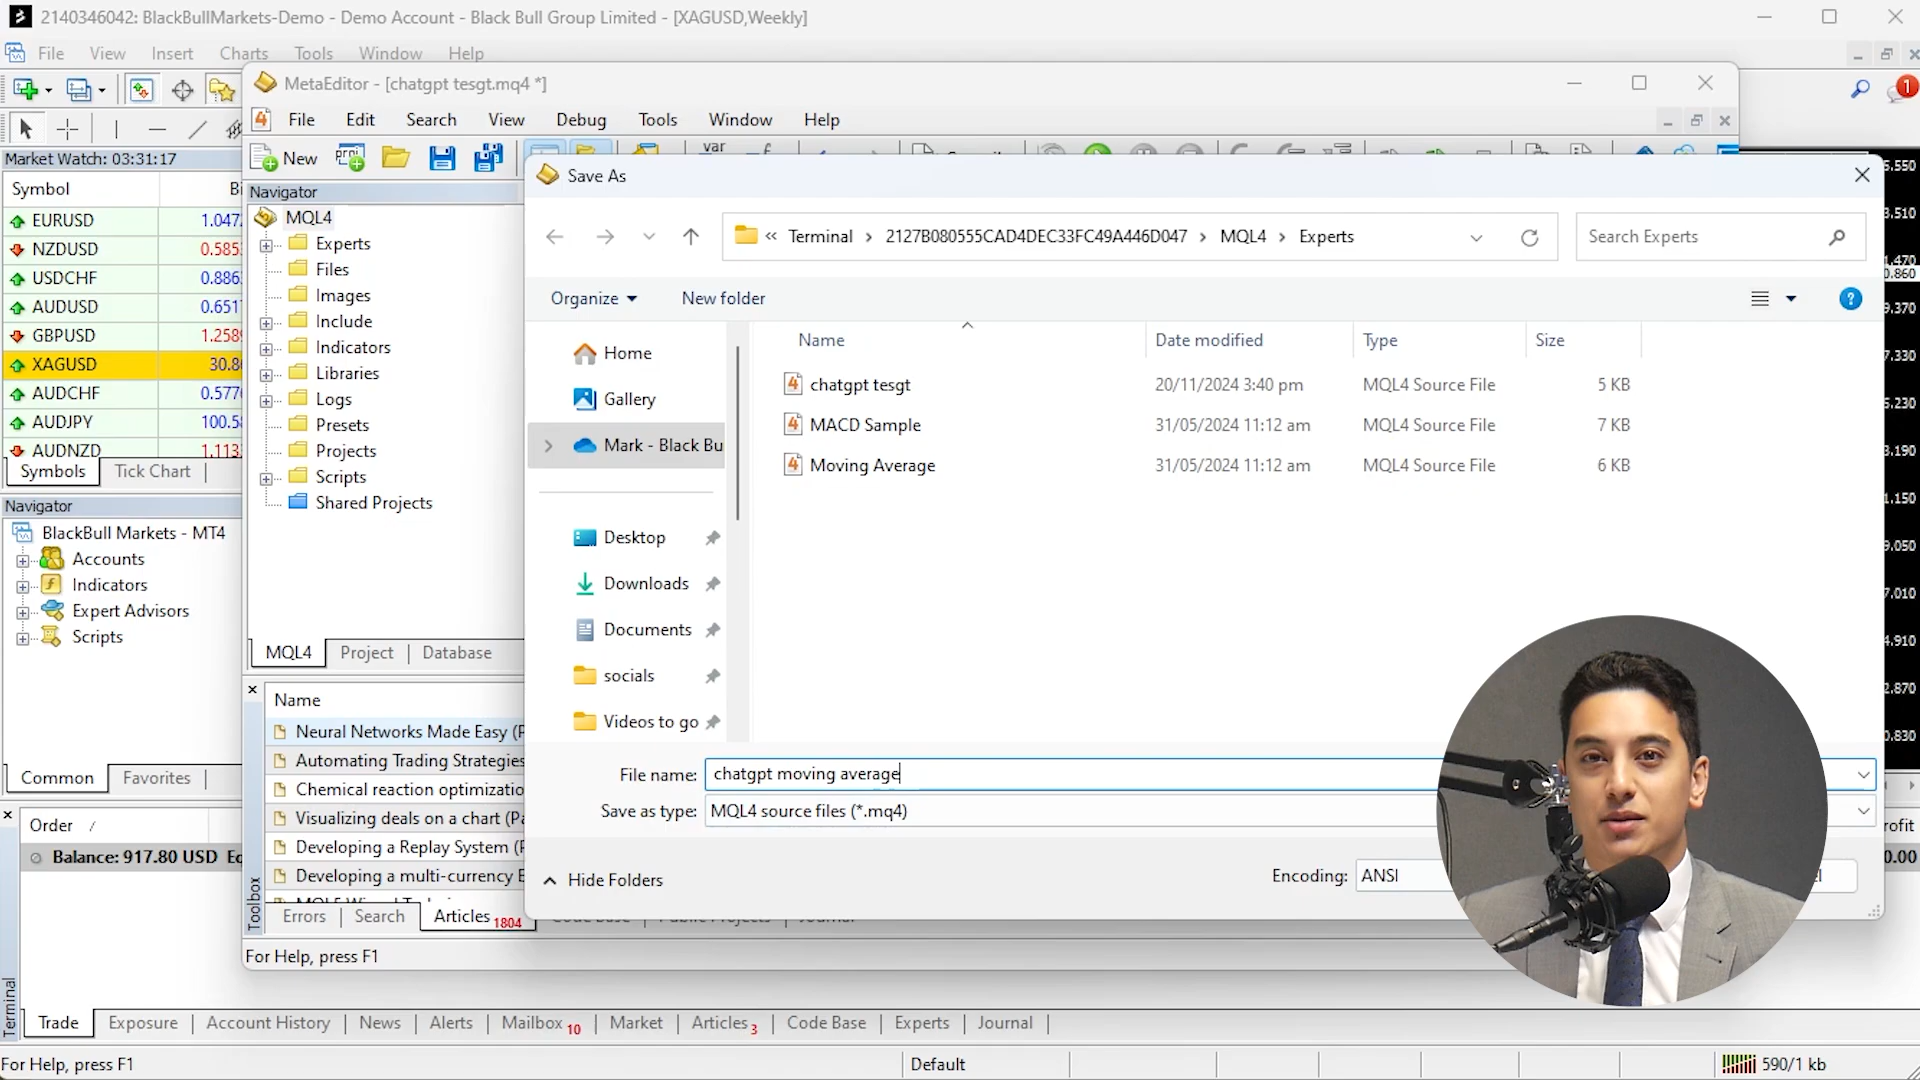 2140346042: BlackBullMarkets-Demo - Demo Account - Black Bull Group Limited - [XAGUSD,Weekly]
File View Insert Charts Tools Window Help
1
Market Watch: 03:31:17
Symbol
EURUSD 1.047
NZDUSD 0.585
USDCHF 0.886
AUDUSD 0.651
GBPUSD 1.258
XAGUSD 30.8
AUDCHF 0.577
AUDJPY 100.5
AUDNZD 1.113
Symbols Tick Chart
Navigator
BlackBull Markets - MT4
Accounts
Indicators
Expert Advisors
Scripts
Common Favorites
MetaEditor - [chatgpt tesgt.mq4 *]
File Edit Search View Debug Tools Window Help
New
Navigator
MQL4
Experts
Files
Images
Include
Indicators
Libraries
Logs
Presets
Projects
Scripts
Shared Projects
MQL4 Project Database
Name
Neural Networks Made Easy (P
Automating Trading Strategies
Chemical reaction optimizatio
Visualizing deals on a chart (Pa
Developing a Replay System (P
Developing a multi-currency E
Toolbox
Errors Search Articles 1804
For Help, press F1
Save As
« Terminal › 2127B080555CAD4DEC33FC49A446D047 › MQL4 › Experts
Search Experts
Organize New folder
Home
Gallery
Mark - Black Bu
Desktop
Downloads
Documents
socials
Videos to go
Name Date modified Type Size
chatgpt tesgt 20/11/2024 3:40 pm MQL4 Source File 5 KB
MACD Sample 31/05/2024 11:12 am MQL4 Source File 7 KB
Moving Average 31/05/2024 11:12 am MQL4 Source File 6 KB
File name: chatgpt moving average
Save as type: MQL4 source files (*.mq4)
Hide Folders
Encoding: ANSI
Order /
Balance: 917.80 USD Eq
rofit
0.00
Terminal
Trade Exposure Account History News Alerts Mailbox 10 Market Articles 3 Code Base Experts Journal
For Help, press F1
Default
590/1 kb